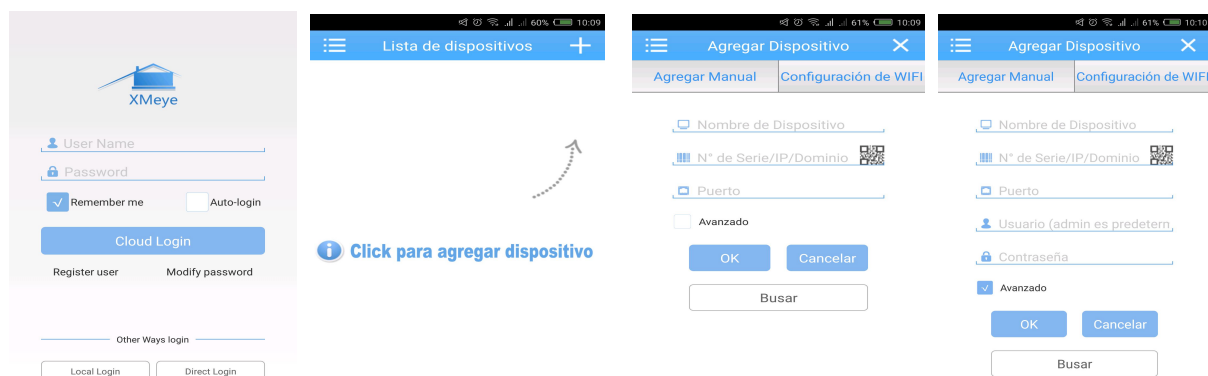 XMeye
User Name
Password
Remember me
Auto-login
Cloud Login
Register user
Modify password
Other Ways login
Local Login
Direct Login
60%
10:09
Lista de dispositivos
Click para agregar dispositivo
61%
10:09
Agregar Dispositivo
Agregar Manual
Configuración de WIFI
Nombre de Dispositivo
N° de Serie/IP/Dominio
Puerto
Avanzado
OK
Cancelar
Busar
61%
10:10
Agregar Dispositivo
Agregar Manual
Configuración de WIFI
Nombre de Dispositivo
N° de Serie/IP/Dominio
Puerto
Usuario (admin es predetern
Contraseña
Avanzado
OK
Cancelar
Busar